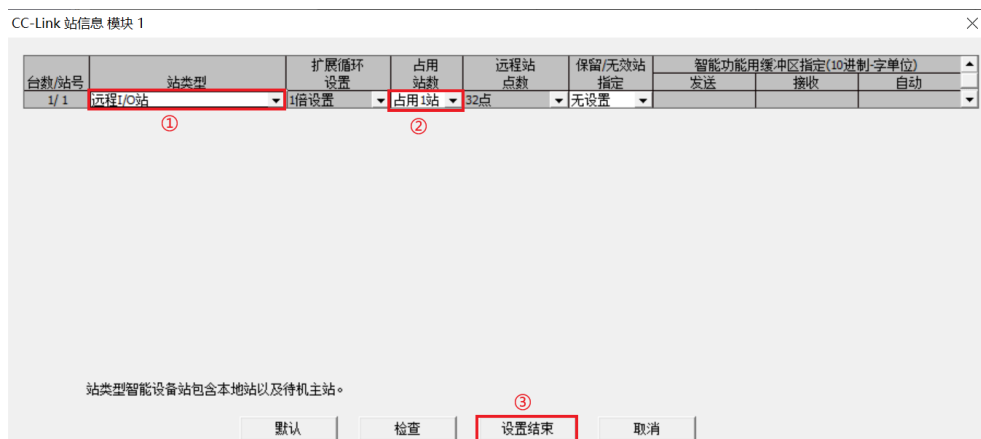 CC-Link 站信息 模块 1
台数/站号 站类型 扩展循环设置 占用站数 远程站点数 保留/无效站指定 智能功能用缓冲区指定(10进制-字单位)
发送 接收 自动
1/ 1 远程I/O站 1倍设置 占用1站 32点 无设置
① ②
站类型智能设备站包含本地站以及待机主站。
③
默认 检查 设置结束 取消